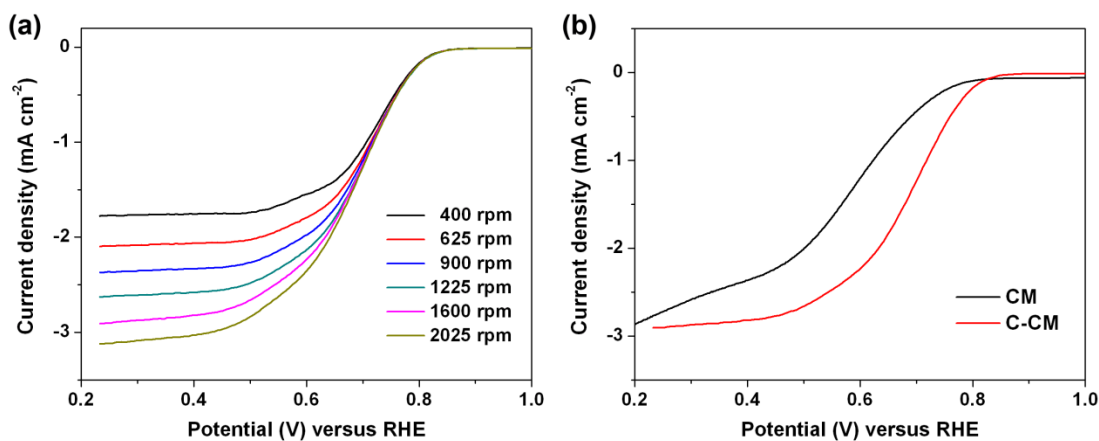 (a)
0
-1
-2
-3
Current density (mA cm-2)
400 rpm
625 rpm
900 rpm
1225 rpm
1600 rpm
2025 rpm
0.2 0.4 0.6 0.8 1.0
Potential (V) versus RHE
(b)
0
-1
-2
-3
Current density (mA cm-2)
CM
C-CM
0.2 0.4 0.6 0.8 1.0
Potential (V) versus RHE